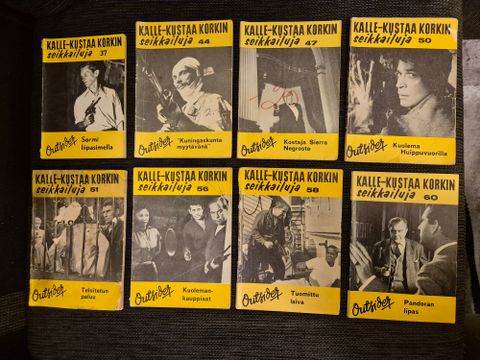 KALLE-KUSTAA KORKIN
seikkailuja 37
Outsider
Sormi
liipasimella
KALLE-KUSTAA KORKIN
seikkailuja 44
Outsider
"Kuningaskunta
myytävänä"
KALLE-KUSTAA KORKIN
seikkailuja 47
Outsider
Kostaja Sierra
Negrosta
KALLE-KUSTAA KORKIN
seikkailuja 50
Outsider
Kuolema
Huippuvuorilla
KALLE-KUSTAA KORKIN
seikkailuja 51
Outsider
Teloitetun
paluu
KALLE-KUSTAA KORKIN
seikkailuja 56
Outsider
Kuoleman-
kauppiaat
KALLE-KUSTAA KORKIN
seikkailuja 58
Outsider
Tuomittu
laiva
KALLE-KUSTAA KORKIN
seikkailuja 60
Outsider
Pandoran
lipas